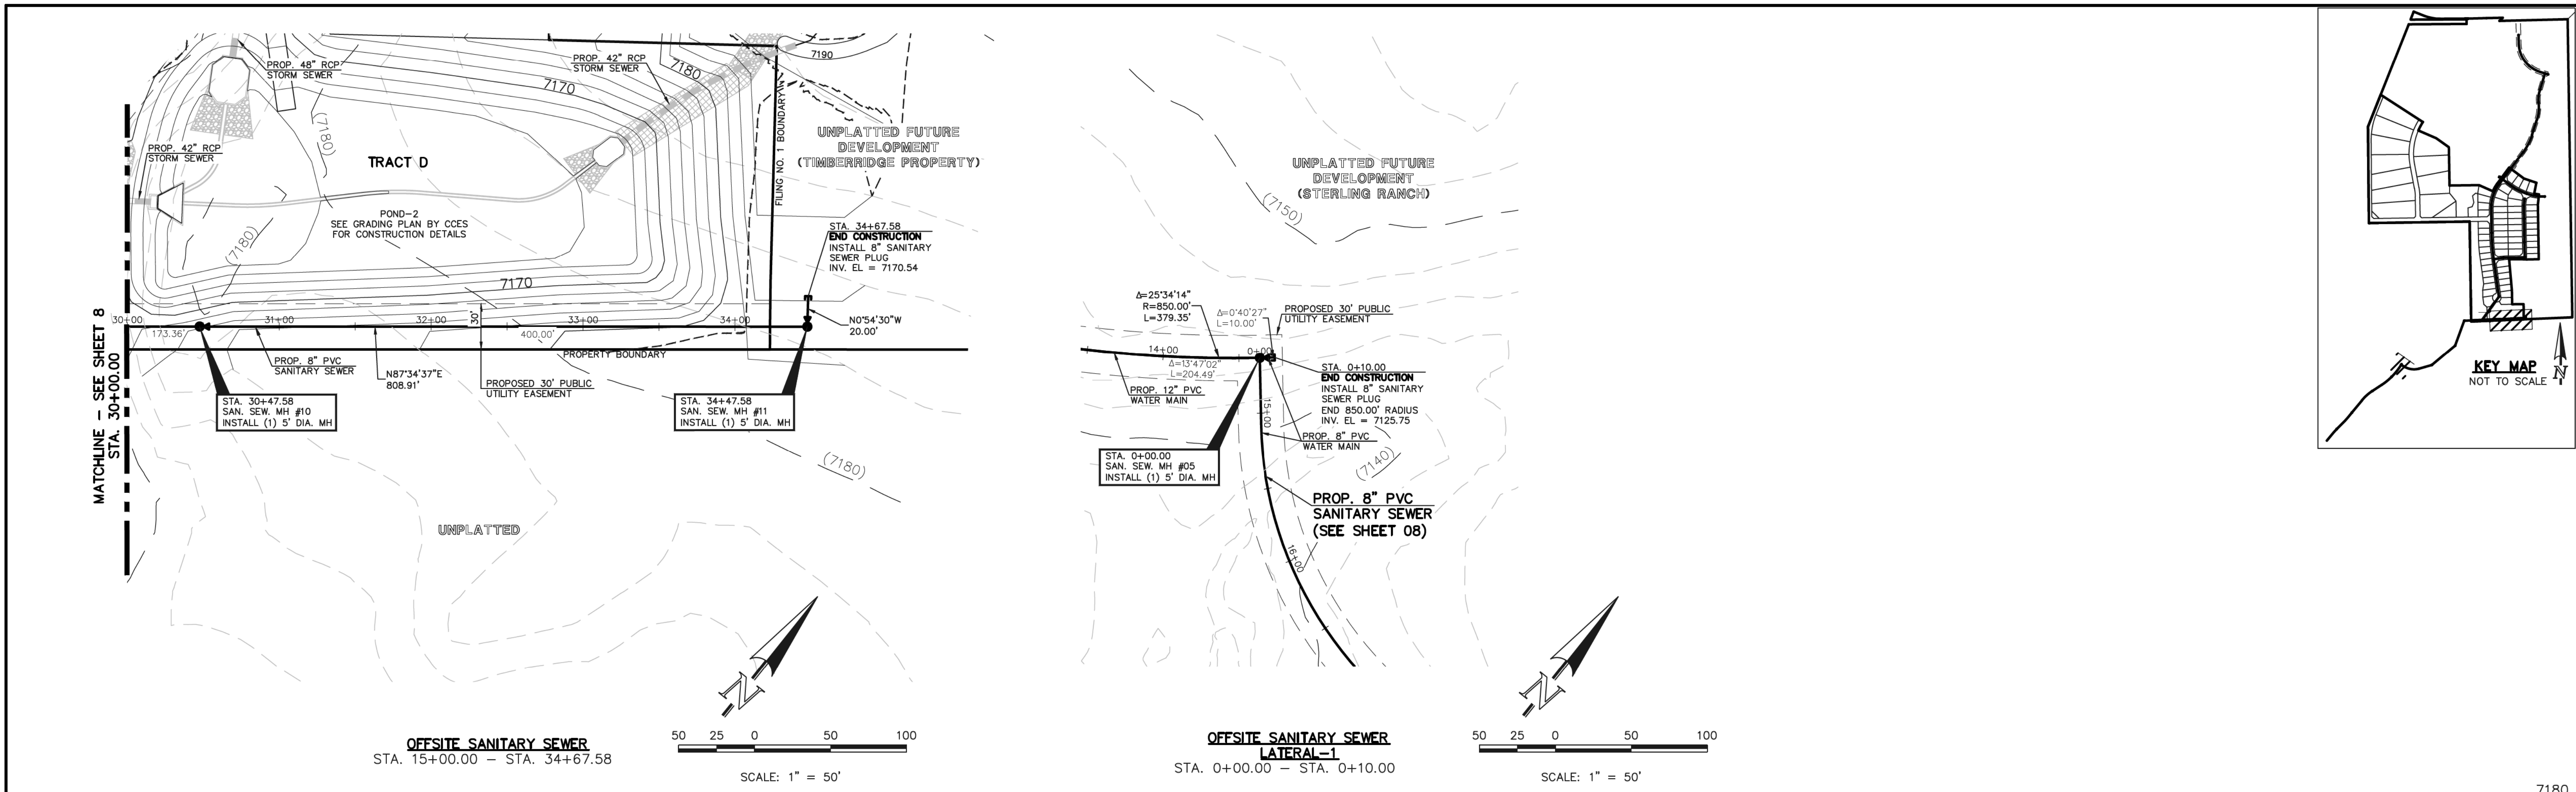 PROP. 48" RCP
STORM SEWER
PROP. 42" RCP
STORM SEWER
7180
7190
7170
(7180)
FILING NO. 1 BOUNDARY
UNPLATTED FUTURE
DEVELOPMENT
(TIMBERRIDGE PROPERTY)
PROP. 42" RCP
STORM SEWER
TRACT D
POND-2
SEE GRADING PLAN BY CCES
FOR CONSTRUCTION DETAILS
(7180)
STA. 34+67.58
END CONSTRUCTION
INSTALL 8" SANITARY
SEWER PLUG
INV. EL = 7170.54
7170
MATCHLINE - SEE SHEET 8
STA. 30+00.00
30+00
31+00
32+00
30'
33+00
34+00
173.36'
400.00'
N0°54'30"W
20.00'
PROPERTY BOUNDARY
PROP. 8" PVC
SANITARY SEWER
N87°34'37"E
808.91'
PROPOSED 30' PUBLIC
UTILITY EASEMENT
STA. 30+47.58
SAN. SEW. MH #10
INSTALL (1) 5' DIA. MH
STA. 34+47.58
SAN. SEW. MH #11
INSTALL (1) 5' DIA. MH
(7180)
UNPLATTED
N
OFFSITE SANITARY SEWER
STA. 15+00.00 - STA. 34+67.58
50 25 0 50 100
SCALE: 1" = 50'
UNPLATTED FUTURE
DEVELOPMENT
(STERLING RANCH)
(7150)
Δ=25°34'14"
R=850.00'
L=379.35'
Δ=0°40'27"
L=10.00'
PROPOSED 30' PUBLIC
UTILITY EASEMENT
14+00
0+00
Δ=13°47'02"
L=204.49'
PROP. 12" PVC
WATER MAIN
STA. 0+10.00
END CONSTRUCTION
INSTALL 8" SANITARY
SEWER PLUG
END 850.00' RADIUS
INV. EL = 7125.75
15+00
PROP. 8" PVC
WATER MAIN
STA. 0+00.00
SAN. SEW. MH #05
INSTALL (1) 5' DIA. MH
(7140)
PROP. 8" PVC
SANITARY SEWER
(SEE SHEET 08)
16+00
N
OFFSITE SANITARY SEWER
LATERAL-1
STA. 0+00.00 - STA. 0+10.00
50 25 0 50 100
SCALE: 1" = 50'
KEY MAP
NOT TO SCALE
N
7180